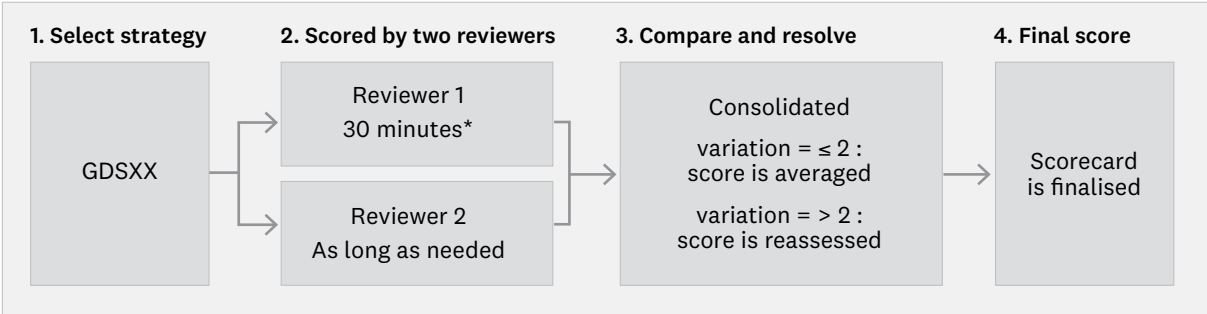 1. Select strategy
2. Scored by two reviewers
3. Compare and resolve
4. Final score
GDSXX
Reviewer 1
30 minutes*
Reviewer 2
As long as needed
Consolidated
variation = ≤ 2 :
score is averaged
variation = > 2 :
score is reassessed
Scorecard
is finalised